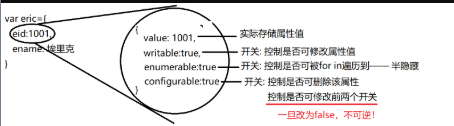 var eric={
eid:1001,
ename: 埃里克
}
{
value: 1001, 实际存储属性值
writable:true, 开关: 控制是否可修改属性值
enumerable:true 开关: 控制是否可被for in遍历到—— 半隐藏
configurable:true 开关: 控制是否可删除该属性
}
控制是否可修改前两个开关
一旦改为false，不可逆！